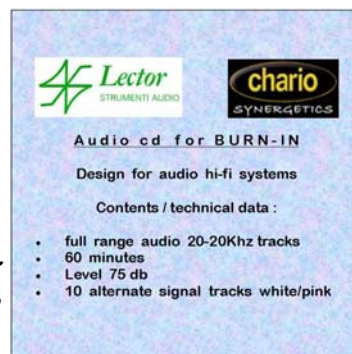 Lector
STRUMENTI AUDIO
chario
SYNERGETICS
Audio cd for BURN-IN
Design for audio hi-fi systems
Contents / technical data :
• full range audio 20-20Khz tracks
• 60 minutes
• Level 75 db
• 10 alternate signal tracks white/pink